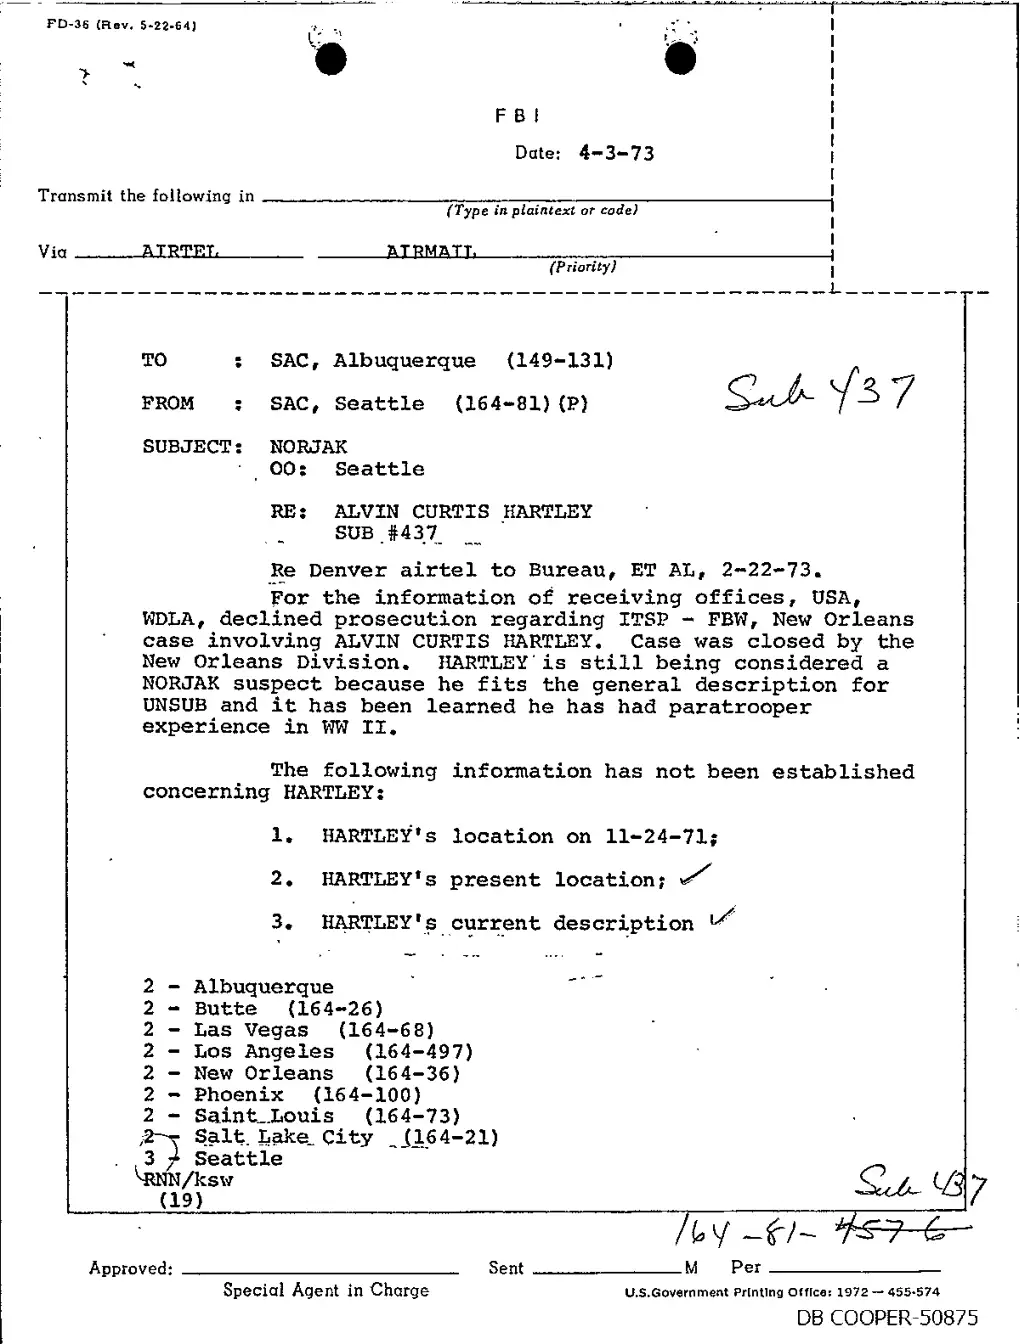 FD-36 (Rev. 5-22-64)
F B I
Date: 4-3-73
Transmit the following in
(Type in plaintext or code)
Via AIRTEL AIRMAIL
(Priority)
TO : SAC, Albuquerque (149-131)
Sub 437
FROM : SAC, Seattle (164-81)(P)
SUBJECT: NORJAK
OO: Seattle
RE: ALVIN CURTIS HARTLEY
SUB #437
Re Denver airtel to Bureau, ET AL, 2-22-73.
For the information of receiving offices, USA,
WDLA, declined prosecution regarding ITSP - FBW, New Orleans
case involving ALVIN CURTIS HARTLEY. Case was closed by the
New Orleans Division. HARTLEY is still being considered a
NORJAK suspect because he fits the general description for
UNSUB and it has been learned he has had paratrooper
experience in WW II.
The following information has not been established
concerning HARTLEY:
1. HARTLEY's location on 11-24-71;
2. HARTLEY's present location; ✓
3. HARTLEY's current description ✓
2 - Albuquerque
2 - Butte (164-26)
2 - Las Vegas (164-68)
2 - Los Angeles (164-497)
2 - New Orleans (164-36)
2 - Phoenix (164-100)
2 - Saint Louis (164-73)
2 - Salt Lake City (164-21)
3 - Seattle
RNN/ksw
(19)
Sub 437
164-81-4576
Approved: Sent M Per
Special Agent in Charge
U.S.Government Printing Office: 1972 — 455-574
DB COOPER-50875